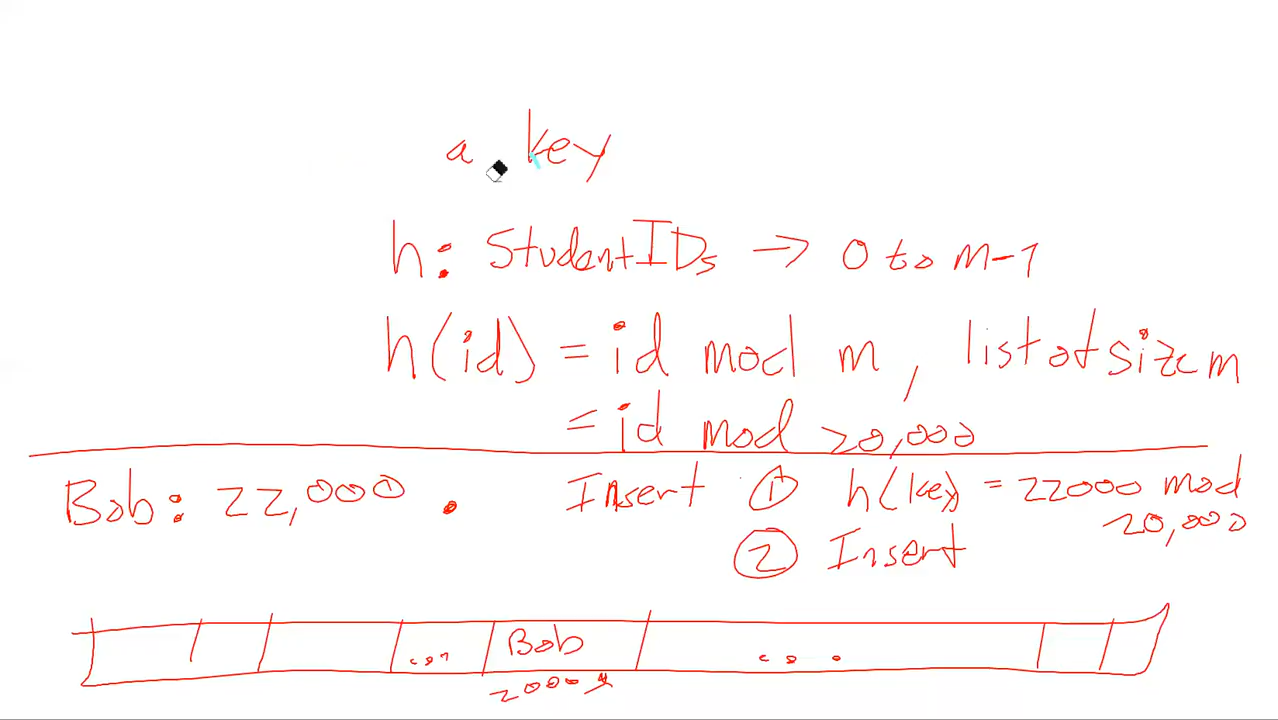 a key
h: StudentIDs → 0 to m-1
h(id) = id mod m, list of size m
= id mod 20,000
Bob: 22,000 . Insert ① h(key) = 22000 mod
20,000
② Insert
... Bob ...
2000